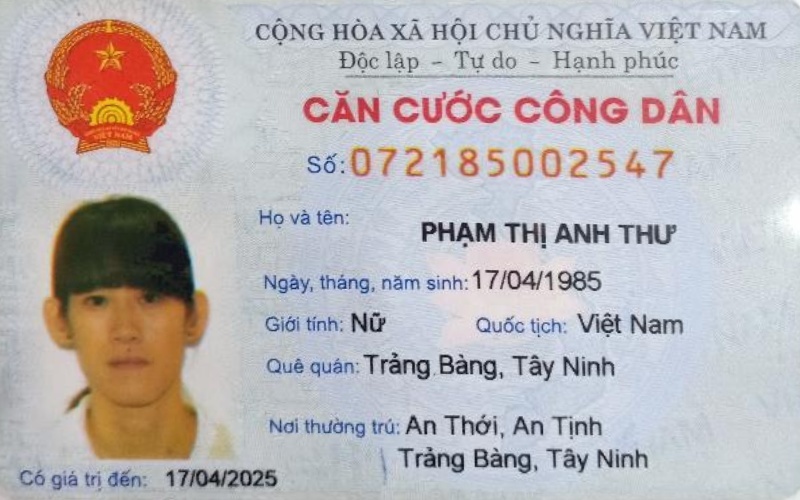 CỘNG HÒA XÃ HỘI CHỦ NGHĨA VIỆT NAM
Độc lập - Tự do - Hạnh phúc
CĂN CƯỚC CÔNG DÂN
Số: 072185002547
Họ và tên: PHẠM THỊ ANH THƯ
Ngày, tháng, năm sinh: 17/04/1985
Giới tính: Nữ Quốc tịch: Việt Nam
Quê quán: Trảng Bàng, Tây Ninh
Nơi thường trú: An Thới, An Tịnh
Trảng Bàng, Tây Ninh
Có giá trị đến: 17/04/2025